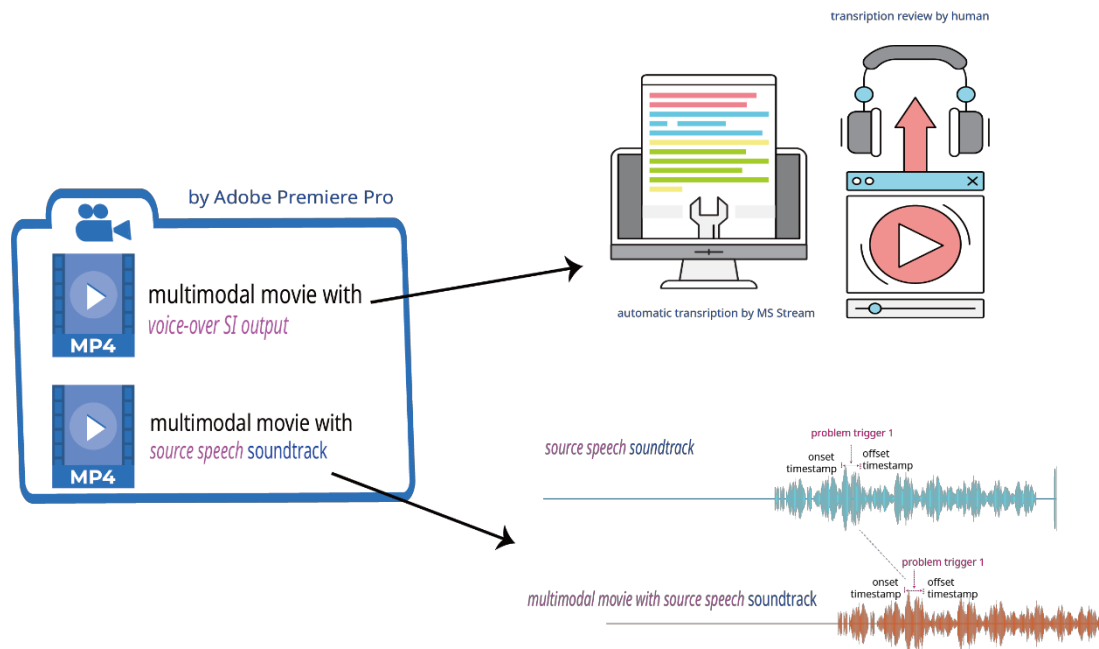 transription review by human
by Adobe Premiere Pro
multimodal movie with
voice-over SI output
MP4
automatic transription by MS Stream
multimodal movie with
source speech soundtrack
MP4
source speech soundtrack
problem trigger 1
onset
timestamp
offset
timestamp
problem trigger 1
onset
timestamp
offset
timestamp
multimodal movie with source speech soundtrack